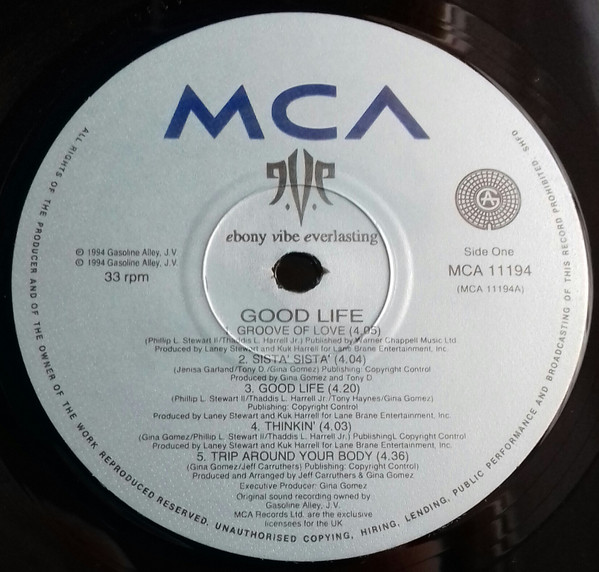 MCA
e.V.e
ebony vibe everlasting
℗ 1994 Gasoline Alley, J.V.
© 1994 Gasoline Alley, J.V.
33 rpm
GA
Side One
MCA 11194
(MCA 11194A)
GOOD LIFE
1. GROOVE OF LOVE (4.05)
(Phillip L. Stewart II/Thaddis L. Harrell Jr.) Published by Warner Chappell Music Ltd.
Produced by Laney Stewart and Kuk Harrell for Lane Brane Entertainment, Inc.
2. SISTA' SISTA' (4.04)
(Jenisa Garland/Tony D./Gina Gomez) Publishing: Copyright Control
Produced by Gina Gomez and Tony D.
3. GOOD LIFE (4.20)
(Phillip L. Stewart II/Thaddis L. Harrell Jr./Tony Haynes/Gina Gomez)
Publishing: Copyright Control
Produced by Laney Stewart and Kuk Harrell for Lane Brane Entertainment, Inc.
4. THINKIN' (4.03)
(Gina Gomez/Phillip L. Stewart II/Thaddis L. Harrell Jr.) PublishingL Copyright Control
Produced by Laney Stewart and Kuk Harrell for Lane Brane Entertainment, Inc.
5. TRIP AROUND YOUR BODY (4.36)
(Gina Gomez/Jeff Carruthers) Publishing: Copyright Control)
Produced and Arranged by Jeff Carruthers & Gina Gomez
Executive Producer: Gina Gomez
Original sound recording owned by
Gasoline Alley, J.V.
MCA Records Ltd. are the exclusive
licensees for the UK
ALL RIGHTS OF THE PRODUCER AND OF THE OWNER OF THE WORK REPRODUCED RESERVED. UNAUTHORISED COPYING, HIRING, LENDING, PUBLIC PERFORMANCE AND BROADCASTING OF THIS RECORD PROHIBITED. SHFD